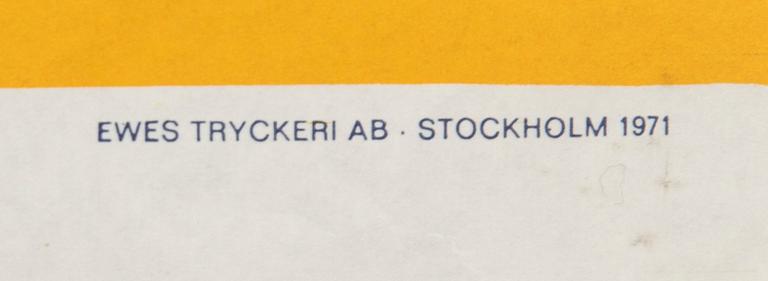 EWES TRYCKERI AB · STOCKHOLM 1971